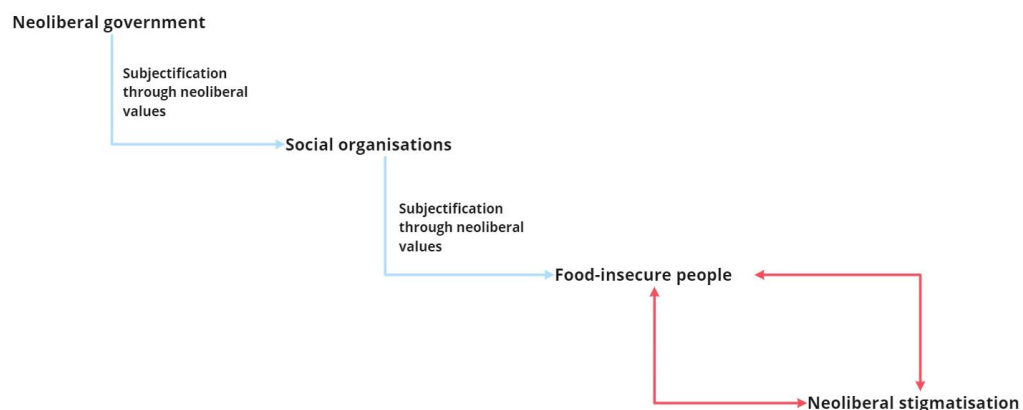 Neoliberal government
Subjectification
through neoliberal
values
Social organisations
Subjectification
through neoliberal
values
Food-insecure people
Neoliberal stigmatisation